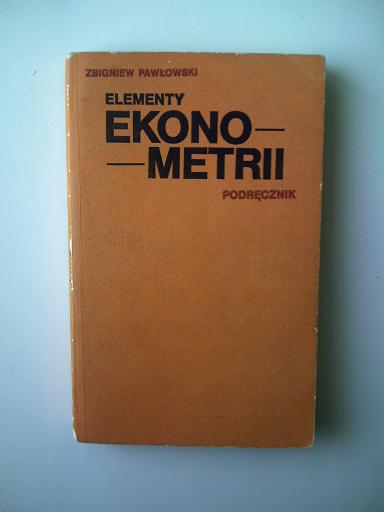 ZBIGNIEW PAWŁOWSKI
ELEMENTY
EKONO—
—METRII
PODRĘCZNIK